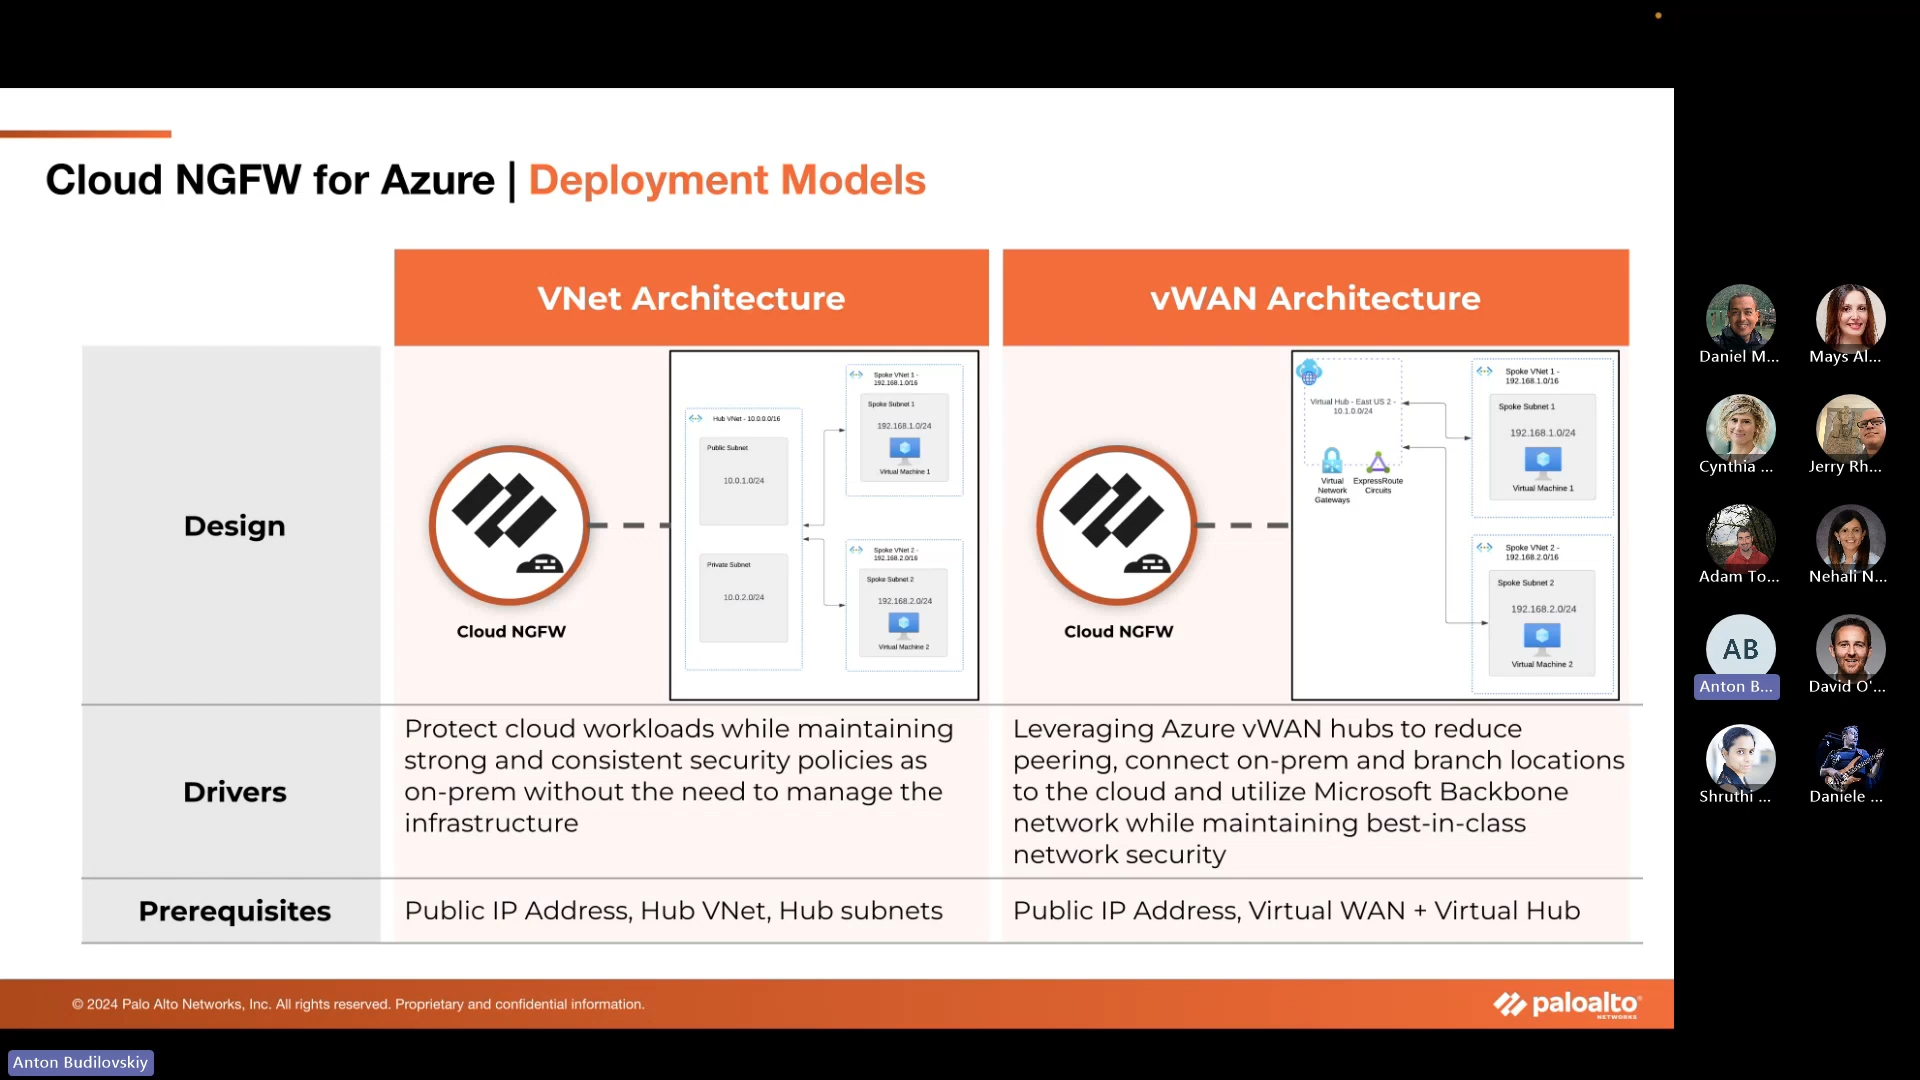 Cloud NGFW for Azure | Deployment Models
VNet Architecture
vWAN Architecture
Design
Cloud NGFW
Hub VNet - 10.0.0.0/16
Public Subnet
10.0.1.0/24
Private Subnet
10.0.2.0/24
Spoke VNet 1 -
192.168.1.0/16
Spoke Subnet 1
192.168.1.0/24
Virtual Machine 1
Spoke VNet 2 -
192.168.2.0/16
Spoke Subnet 2
192.168.2.0/24
Virtual Machine 2
Cloud NGFW
Virtual Hub - East US 2 -
10.1.0.0/24
Virtual
Network
Gateways
ExpressRoute
Circuits
Spoke VNet 1 -
192.168.1.0/16
Spoke Subnet 1
192.168.1.0/24
Virtual Machine 1
Spoke VNet 2 -
192.168.2.0/16
Spoke Subnet 2
192.168.2.0/24
Virtual Machine 2
Drivers
Protect cloud workloads while maintaining
strong and consistent security policies as
on-prem without the need to manage the
infrastructure
Leveraging Azure vWAN hubs to reduce
peering, connect on-prem and branch locations
to the cloud and utilize Microsoft Backbone
network while maintaining best-in-class
network security
Prerequisites
Public IP Address, Hub VNet, Hub subnets
Public IP Address, Virtual WAN + Virtual Hub
© 2024 Palo Alto Networks, Inc. All rights reserved. Proprietary and confidential information.
paloalto
NETWORKS
Daniel M...
Mays Al...
Cynthia ...
Jerry Rh...
Adam To...
Nehali N...
AB
Anton B...
David O'...
Shruthi ...
Daniele ...
Anton Budilovskiy